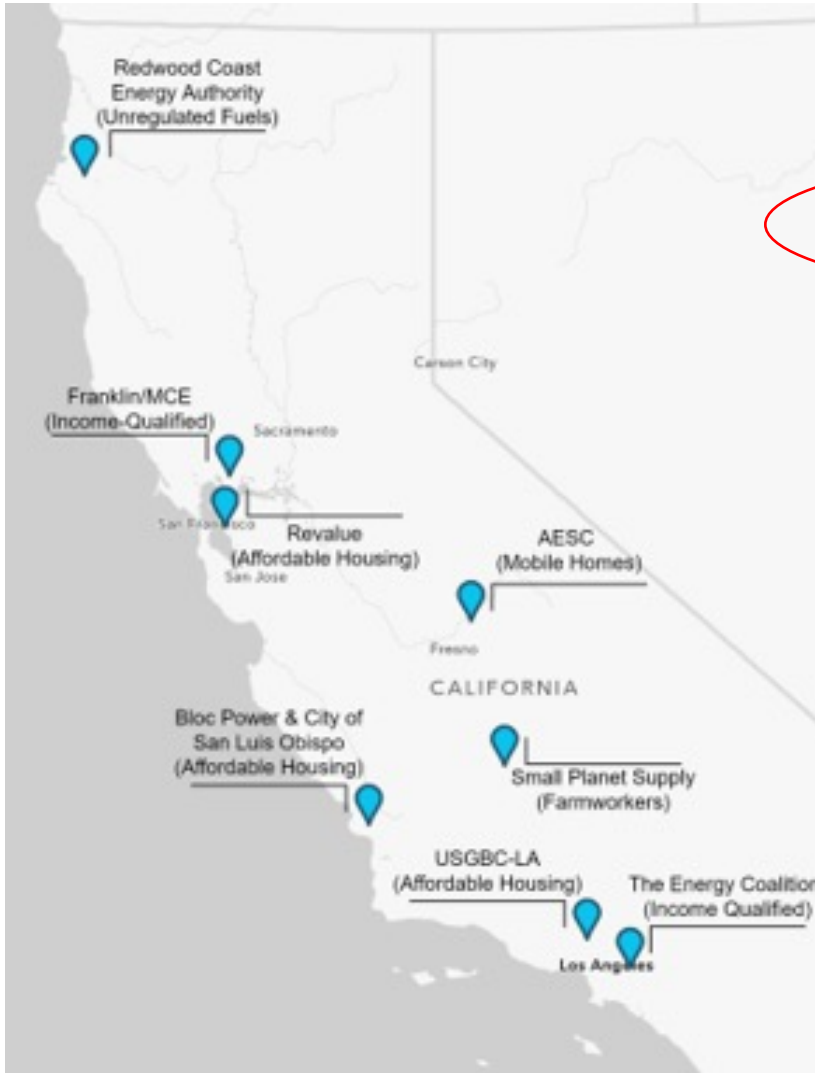 Redwood Coast
Energy Authority
(Unregulated Fuels)
Carson City
Franklin/MCE
(Income-Qualified)
Sacramento
San Francisco
Revalue
(Affordable Housing)
San Jose
AESC
(Mobile Homes)
Fresno
CALIFORNIA
Bloc Power & City of
San Luis Obispo
(Affordable Housing)
Small Planet Supply
(Farmworkers)
USGBC-LA
(Affordable Housing)
The Energy Coalition
(Income Qualified)
Los Angeles